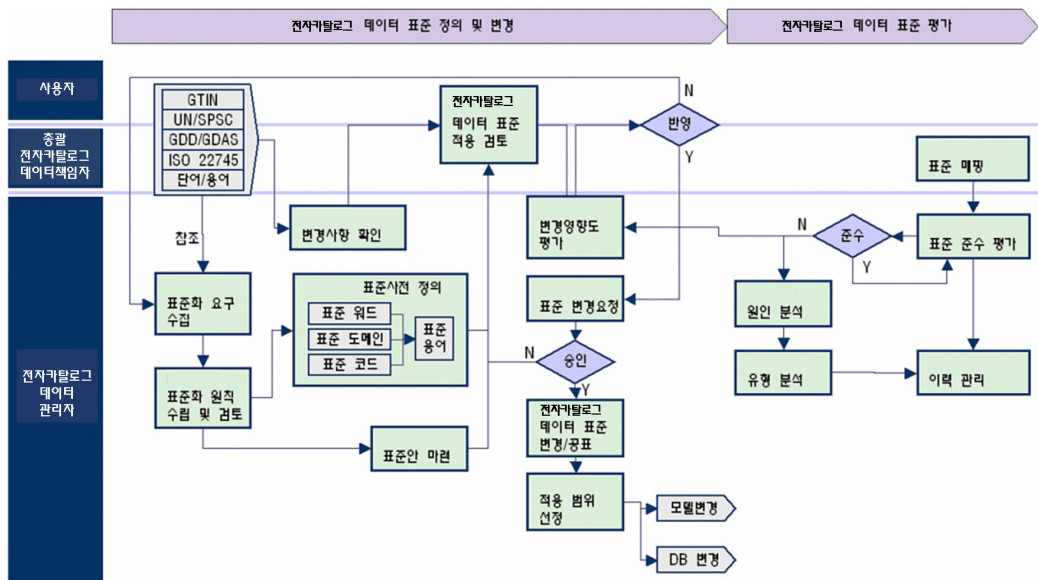 전자카탈로그 데이터 표준 정의 및 변경
전자카탈로그 데이터 표준 평가
사용자
총괄
전자카탈로그
데이터책임자
전자카탈로그
데이터
관리자
GTIN
UN/SPSC
GDD/GDAS
ISO 22745
단어/용어
참조
변경사항 확인
표준화 요구
수집
표준화 원칙
수립 및 검토
표준사전 정의
표준 워드
표준 도메인
표준 코드
표준
용어
표준안 마련
전자카탈로그
데이터 표준
적용 검토
N
반영
Y
변경영향도
평가
표준 변경요청
N
승인
Y
전자카탈로그
데이터 표준
변경/공표
적용 범위
선정
모델변경
DB 변경
표준 매핑
N
준수
Y
표준 준수 평가
원인 분석
유형 분석
이력 관리